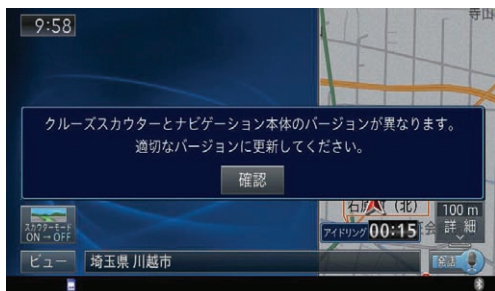 9:58
寺山
クルーズスカウターとナビゲーション本体のバージョンが異なります。
適切なバージョンに更新してください。
確認
(北)
100 m
詳 細
スカウターモード
ON→OFF
アイドリング 00:15
ビュー
埼玉県 川越市